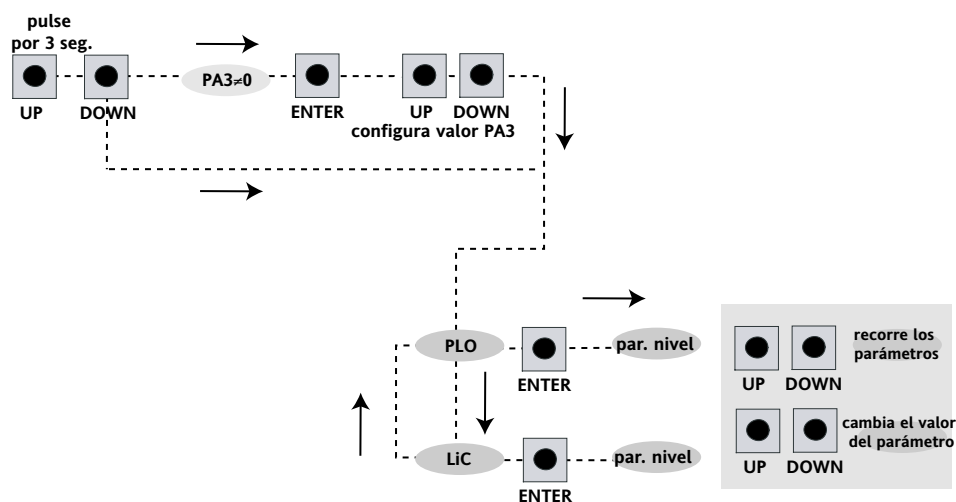 pulse
por 3 seg.
PA3≠0
UP
DOWN
ENTER
UP
DOWN
configura valor PA3
PLO
ENTER
par. nivel
LiC
ENTER
par. nivel
recorre los
parámetros
UP
DOWN
cambia el valor
del parámetro
UP
DOWN